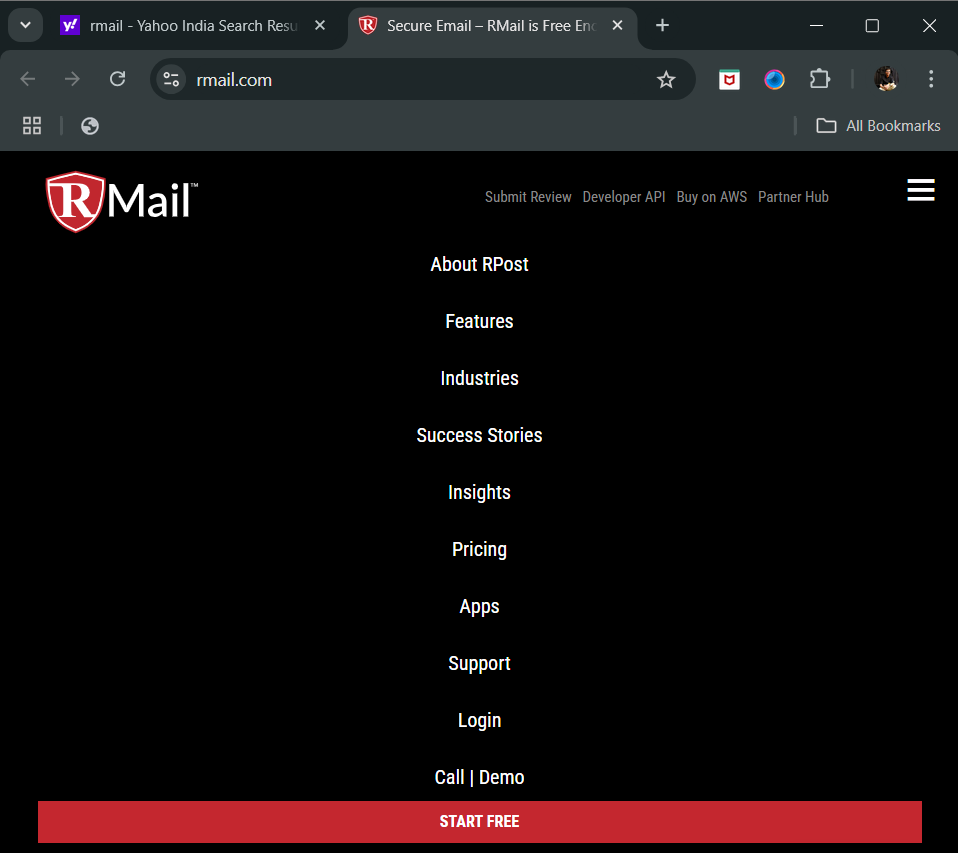 rmail - Yahoo India Search Resu
Secure Email – RMail is Free Enc
rmail.com
All Bookmarks
RMail™
Submit Review Developer API Buy on AWS Partner Hub
About RPost
Features
Industries
Success Stories
Insights
Pricing
Apps
Support
Login
Call | Demo
START FREE